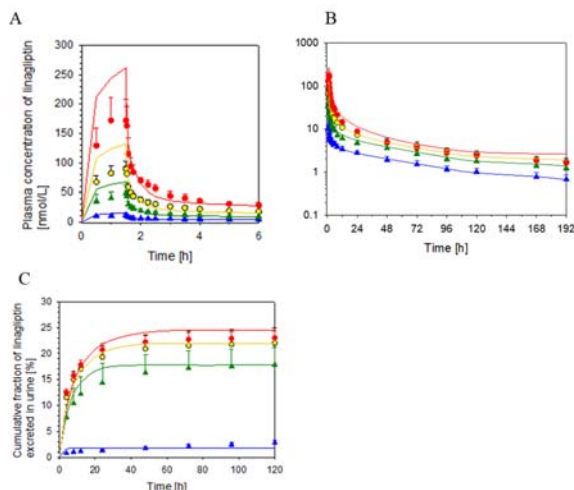 A
Plasma concentration of linagliptin
[nmol/L]
300
250
200
150
100
50
0
0 2 4 6
Time [h]
B
1000
100
10
1
0.1
0 24 48 72 96 120 144 168 192
Time [h]
C
Cumulative fraction of linagliptin
excreted in urine [%]
30
25
20
15
10
5
0
0 20 40 60 80 100 120
Time [h]